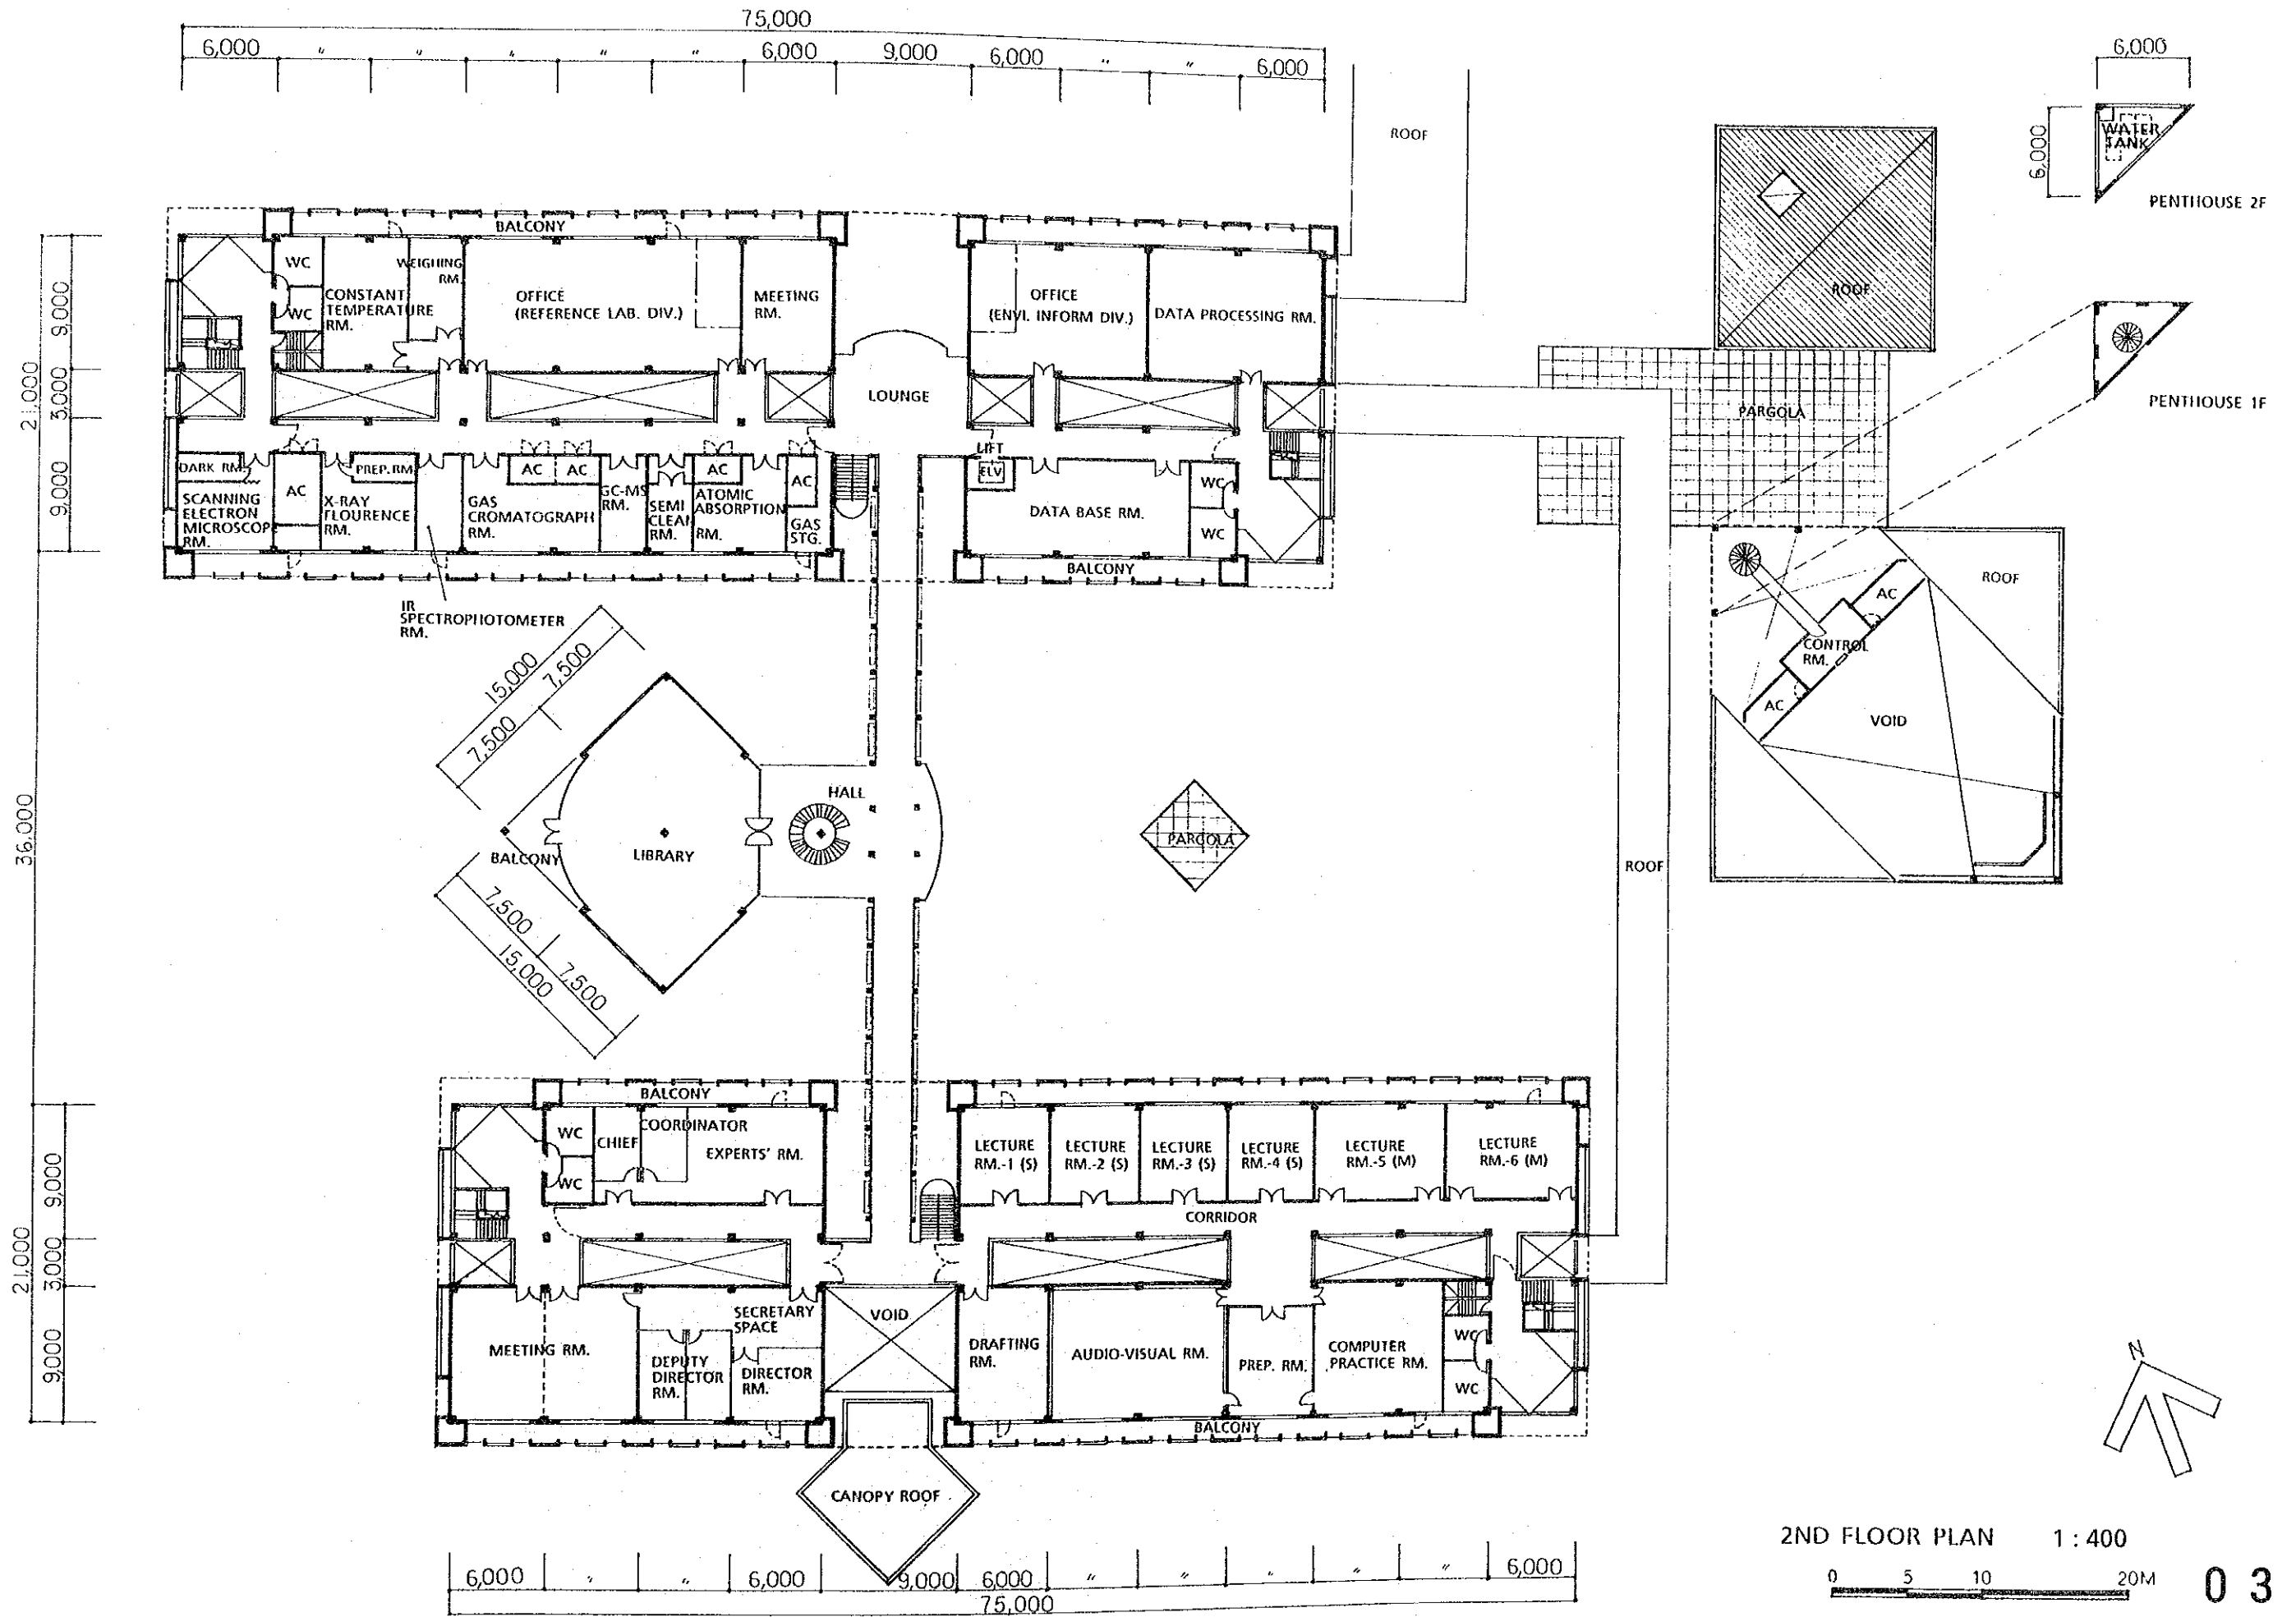 75,000
6,000 〃 〃 〃 〃 〃 6,000 9,000 6,000 〃 〃 6,000
6,000
ROOF
WATER
TANK
6,000
PENTHOUSE 2F
BALCONY
WC
WEIGHING
RM.
CONSTANT
TEMPERATURE
RM.
WC
OFFICE
(REFERENCE LAB. DIV.)
MEETING
RM.
OFFICE
(ENVI. INFORM DIV.)
DATA PROCESSING RM.
ROOF
9,000
21,000
3,000
9,000
LOUNGE
PARGOLA
PENTHOUSE 1F
LIFT
ELV
DARK RM.
PREP. RM
AC
AC
AC
AC
AC
SCANNING
ELECTRON
MICROSCOP
RM.
X-RAY
FLOURENCE
RM.
GAS
CROMATOGRAPH
RM.
GC-MS
RM.
SEMI
CLEAN
RM.
ATOMIC
ABSORPTION
RM.
GAS
STG.
DATA BASE RM.
WC
WC
BALCONY
ROOF
AC
IR
SPECTROPHOTOMETER
RM.
CONTROL
RM.
AC
VOID
15,000
7,500
7,500
HALL
BALCONY
LIBRARY
PARGOLA
36,000
ROOF
7,500
15,000
7,500
BALCONY
WC
CHIEF
COORDINATOR
EXPERTS' RM.
WC
LECTURE
RM.-1 (S)
LECTURE
RM.-2 (S)
LECTURE
RM.-3 (S)
LECTURE
RM.-4 (S)
LECTURE
RM.-5 (M)
LECTURE
RM.-6 (M)
CORRIDOR
9,000
21,000
3,000
9,000
SECRETARY
SPACE
VOID
MEETING RM.
DEPUTY
DIRECTOR
RM.
DIRECTOR
RM.
DRAFTING
RM.
AUDIO-VISUAL RM.
PREP. RM.
COMPUTER
PRACTICE RM.
WC
WC
BALCONY
N
CANOPY ROOF
2ND FLOOR PLAN 1 : 400
0 5 10 20M
03
6,000 〃 〃 6,000 9,000 6,000 〃 〃 〃 〃 〃 6,000
75,000